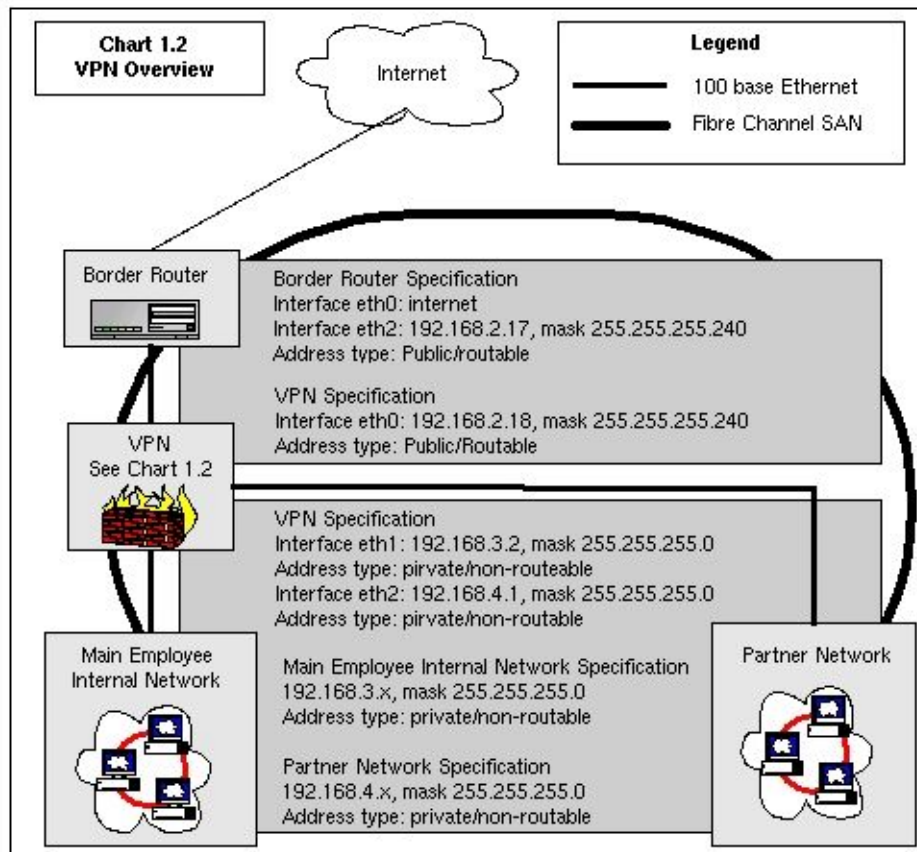 Chart 1.2
VPN Overview
Internet
Legend
100 base Ethernet
Fibre Channel SAN
Border Router
Border Router Specification
Interface eth0: internet
Interface eth2: 192.168.2.17, mask 255.255.255.240
Address type: Public/routable
VPN Specification
Interface eth0: 192.168.2.18, mask 255.255.255.240
Address type: Public/Routable
VPN
See Chart 1.2
VPN Specification
Interface eth1: 192.168.3.2, mask 255.255.255.0
Address type: pirvate/non-routeable
Interface eth2: 192.168.4.1, mask 255.255.255.0
Address type: pirvate/non-routable
Main Employee
Internal Network
Main Employee Internal Network Specification
192.168.3.x, mask 255.255.255.0
Address type: private/non-routable
Partner Network Specification
192.168.4.x, mask 255.255.255.0
Address type: private/non-routable
Partner Network